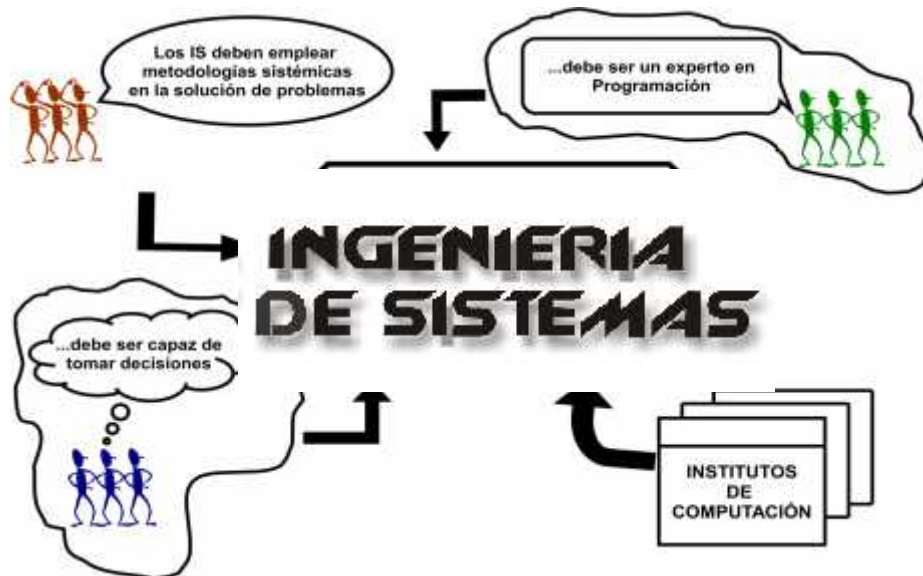 Los IS deben emplear
metodologías sistémicas
en la solución de problemas
...debe ser un experto en
Programación
INGENIERIA
DE SISTEMAS
...debe ser capaz de
tomar decisiones
INSTITUTOS
DE
COMPUTACIÓN